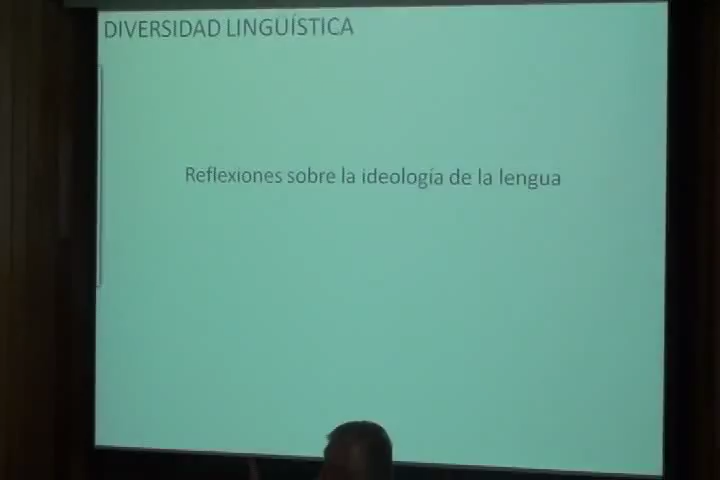 DIVERSIDAD LINGUÍSTICA
Reflexiones sobre la ideología de la lengua